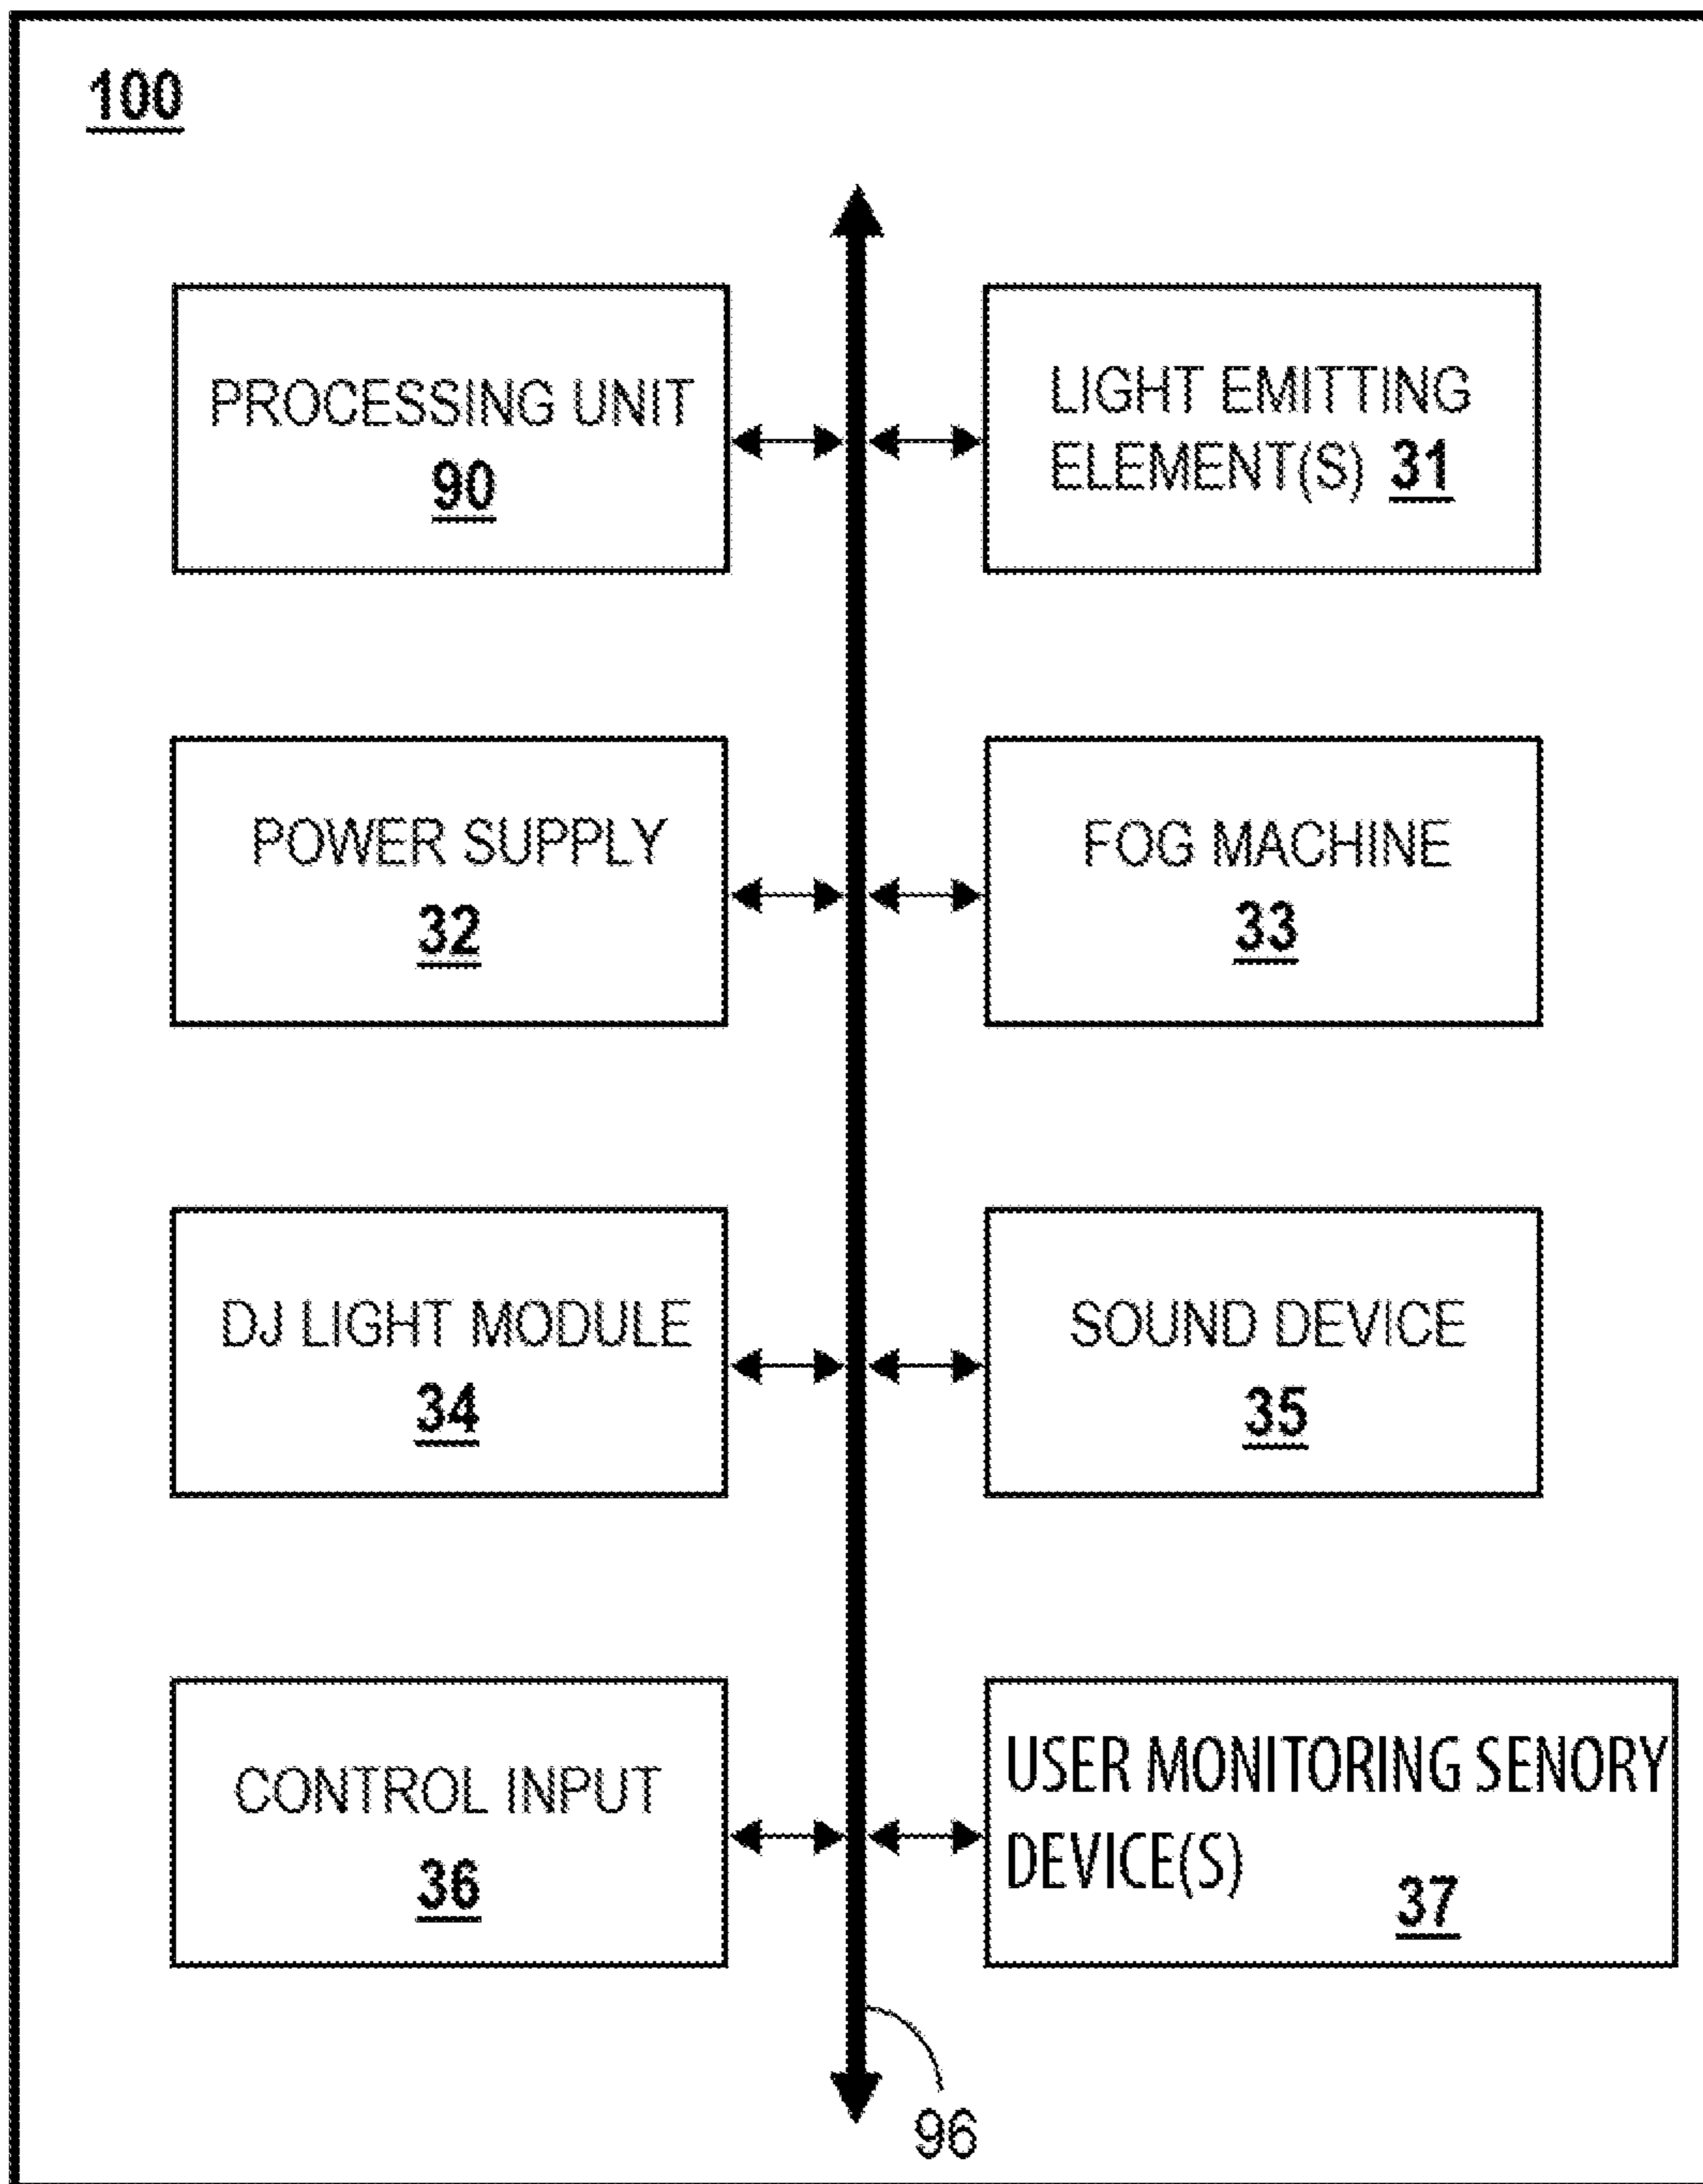 100
PROCESSING UNIT
90
LIGHT EMITTING
ELEMENT(S) 31
POWER SUPPLY
32
FOG MACHINE
33
DJ LIGHT MODULE
34
SOUND DEVICE
35
CONTROL INPUT
36
USER MONITORING SENORY
DEVICE(S)
37
96